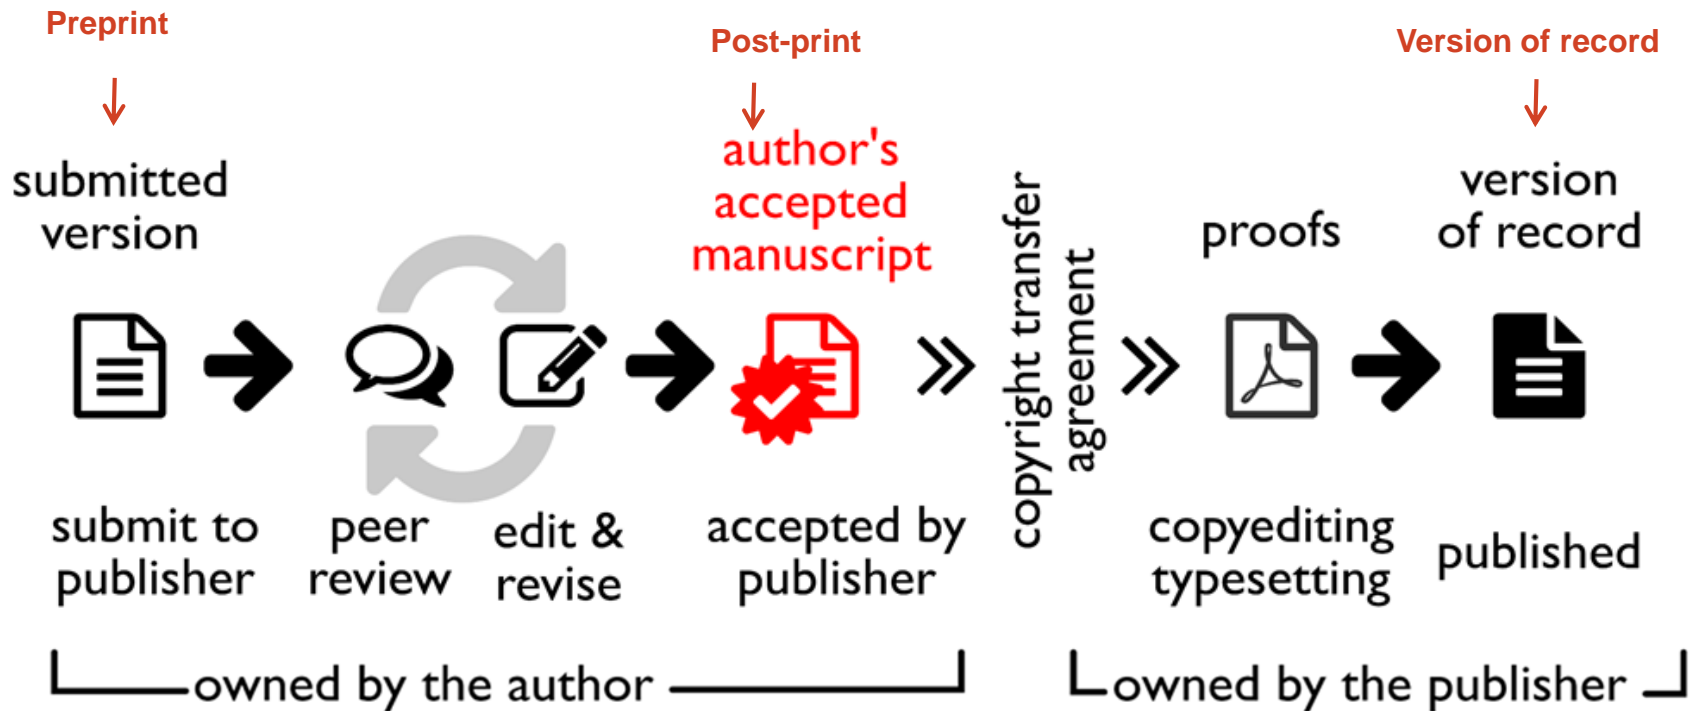 Preprint
Post-print
Version of record
submitted
version
author's
accepted
manuscript
copyright transfer
agreement
proofs
version
of record
submit to
publisher
peer
review
edit &
revise
accepted by
publisher
copyediting
typesetting
published
owned by the author
owned by the publisher